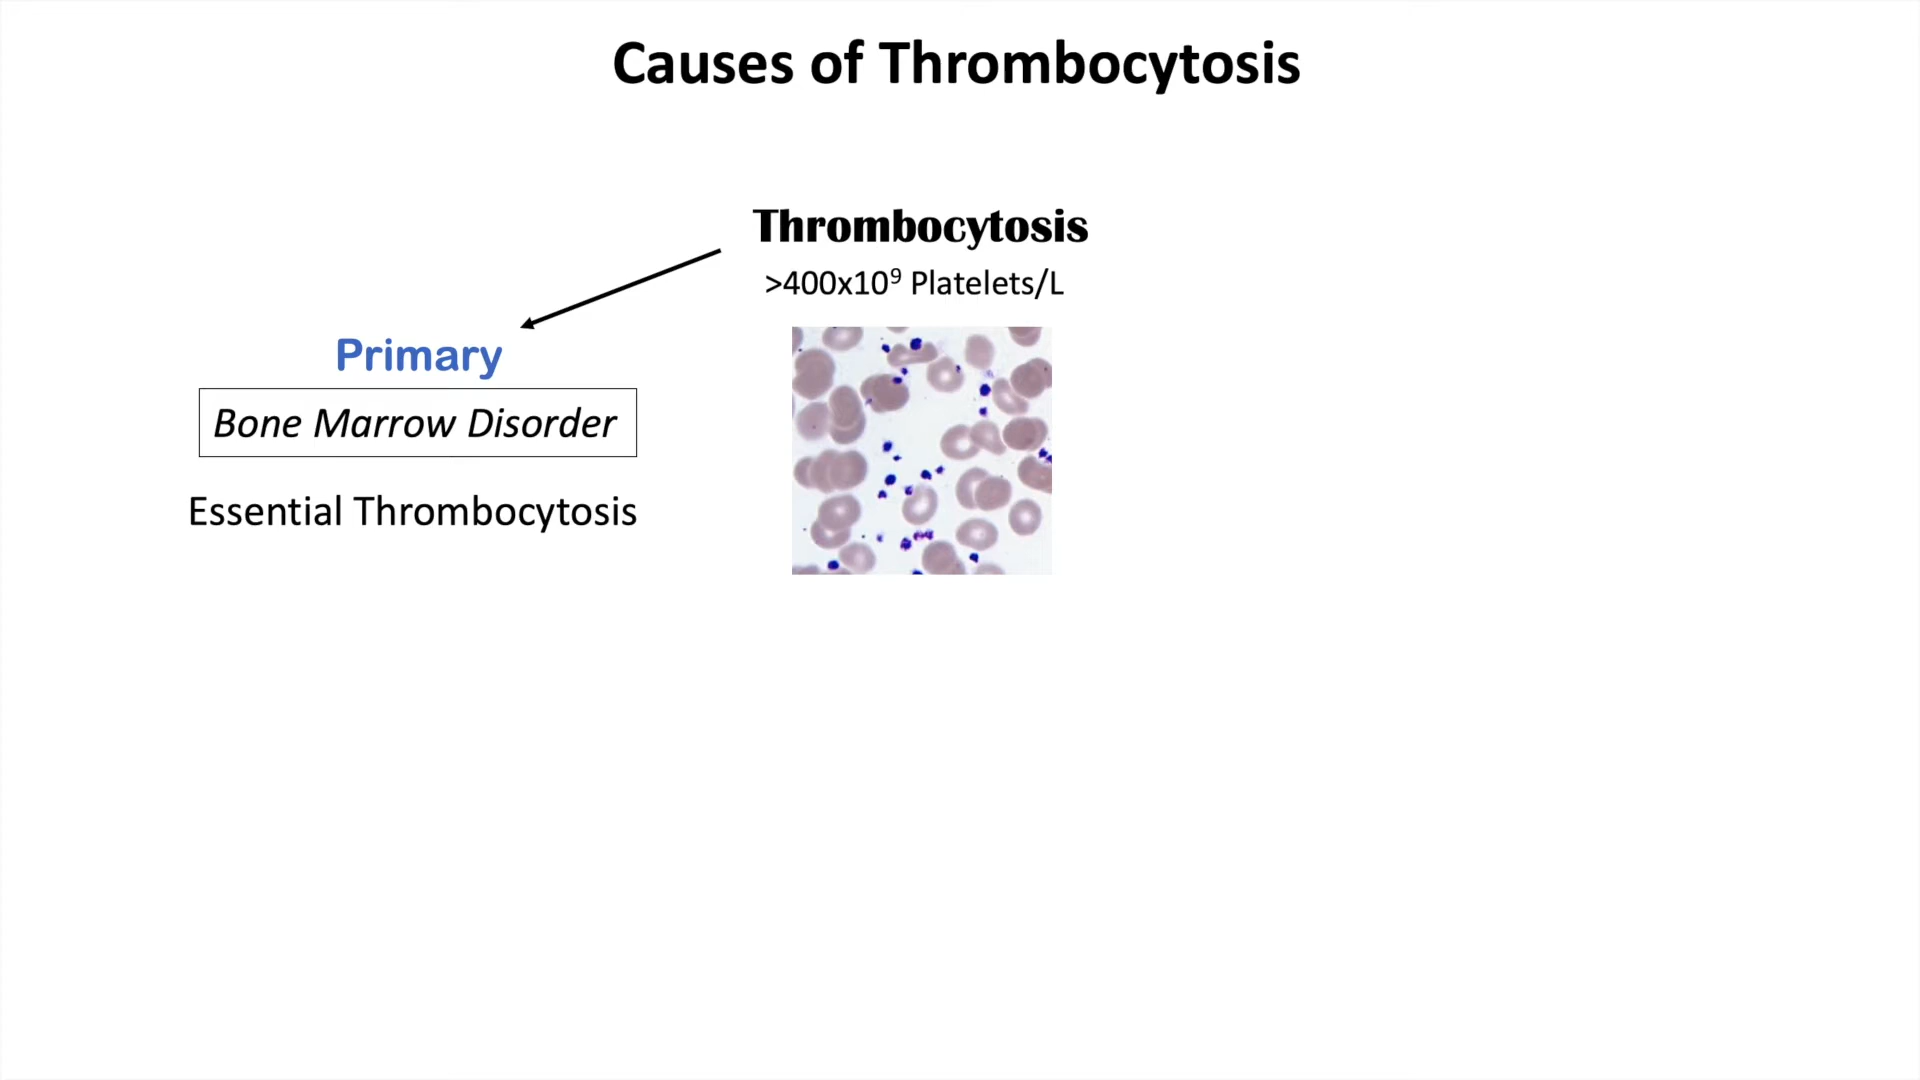 Causes of Thrombocytosis
Thrombocytosis
>400x10⁹ Platelets/L
Primary
Bone Marrow Disorder
Essential Thrombocytosis